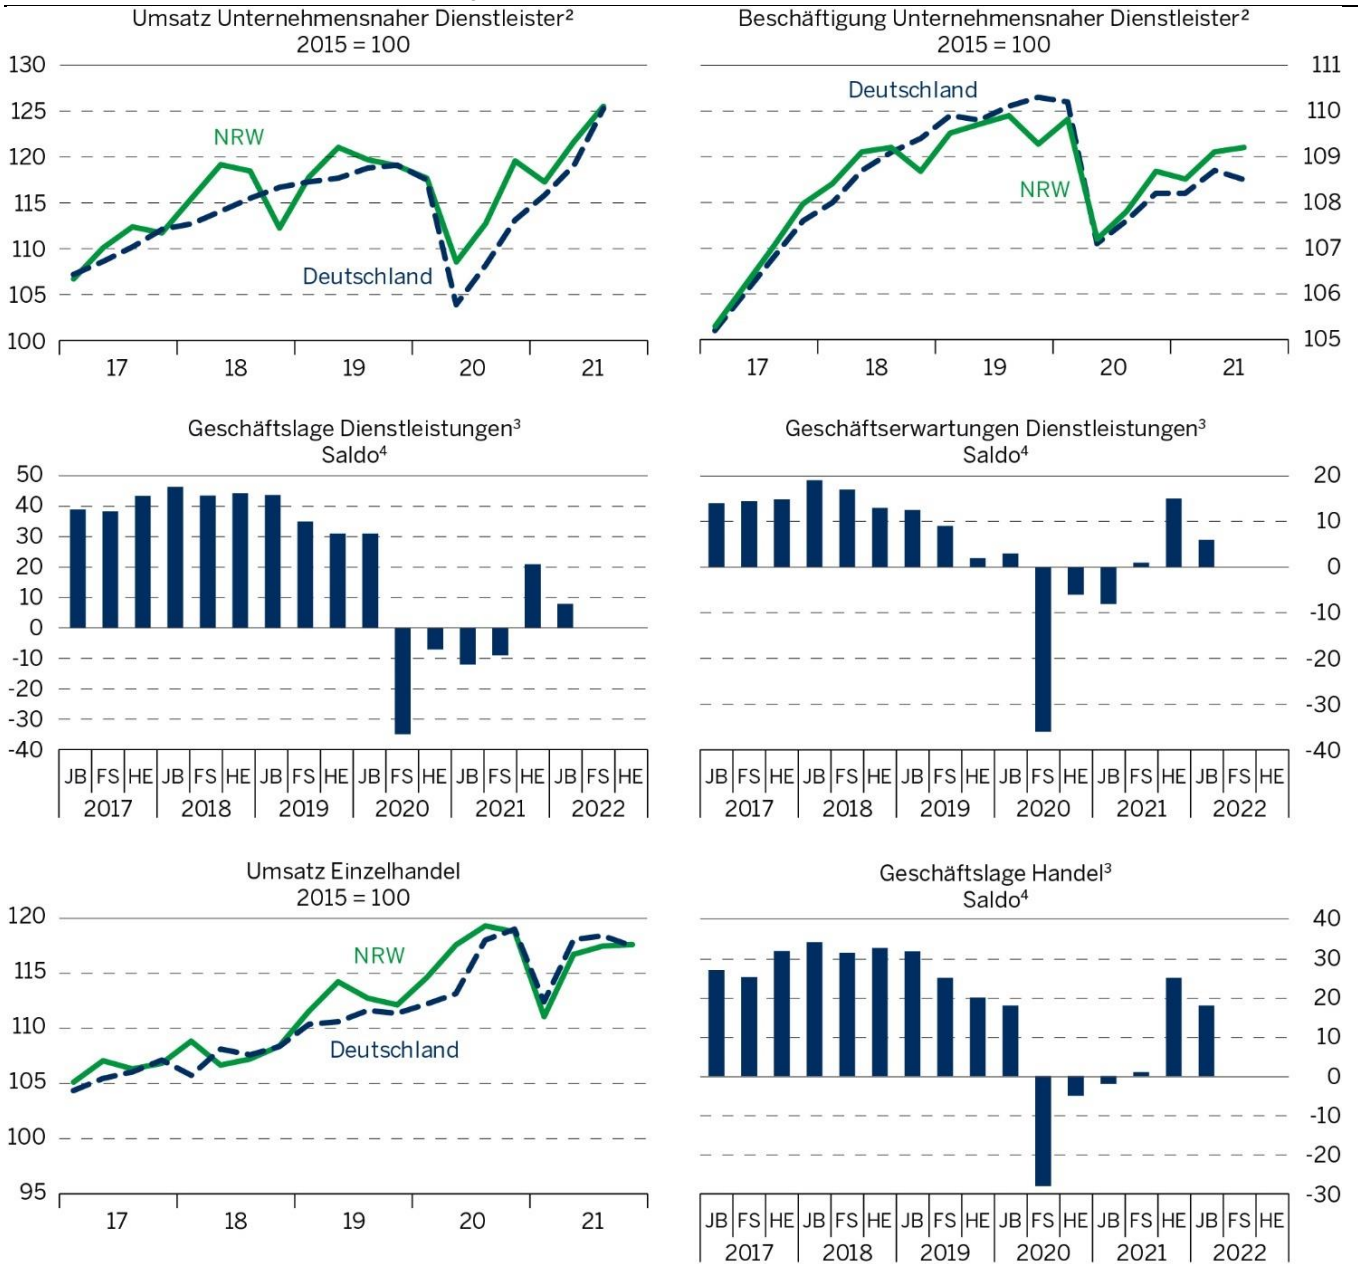 Umsatz Unternehmensnaher Dienstleister²
2015 = 100
130
125
120
115
110
105
100
NRW
Deutschland
17 18 19 20 21
Beschäftigung Unternehmensnaher Dienstleister²
2015 = 100
111
110
109
108
107
106
105
Deutschland
NRW
17 18 19 20 21
Geschäftslage Dienstleistungen³
Saldo⁴
50
40
30
20
10
0
-10
-20
-30
-40
JB FS HE JB FS HE JB FS HE JB FS HE JB FS HE JB FS HE
2017 2018 2019 2020 2021 2022
Geschäftserwartungen Dienstleistungen³
Saldo⁴
20
10
0
-10
-20
-30
-40
JB FS HE JB FS HE JB FS HE JB FS HE JB FS HE JB FS HE
2017 2018 2019 2020 2021 2022
Umsatz Einzelhandel
2015 = 100
120
115
110
105
100
95
NRW
Deutschland
17 18 19 20 21
Geschäftslage Handel³
Saldo⁴
40
30
20
10
0
-10
-20
-30
JB FS HE JB FS HE JB FS HE JB FS HE JB FS HE JB FS HE
2017 2018 2019 2020 2021 2022